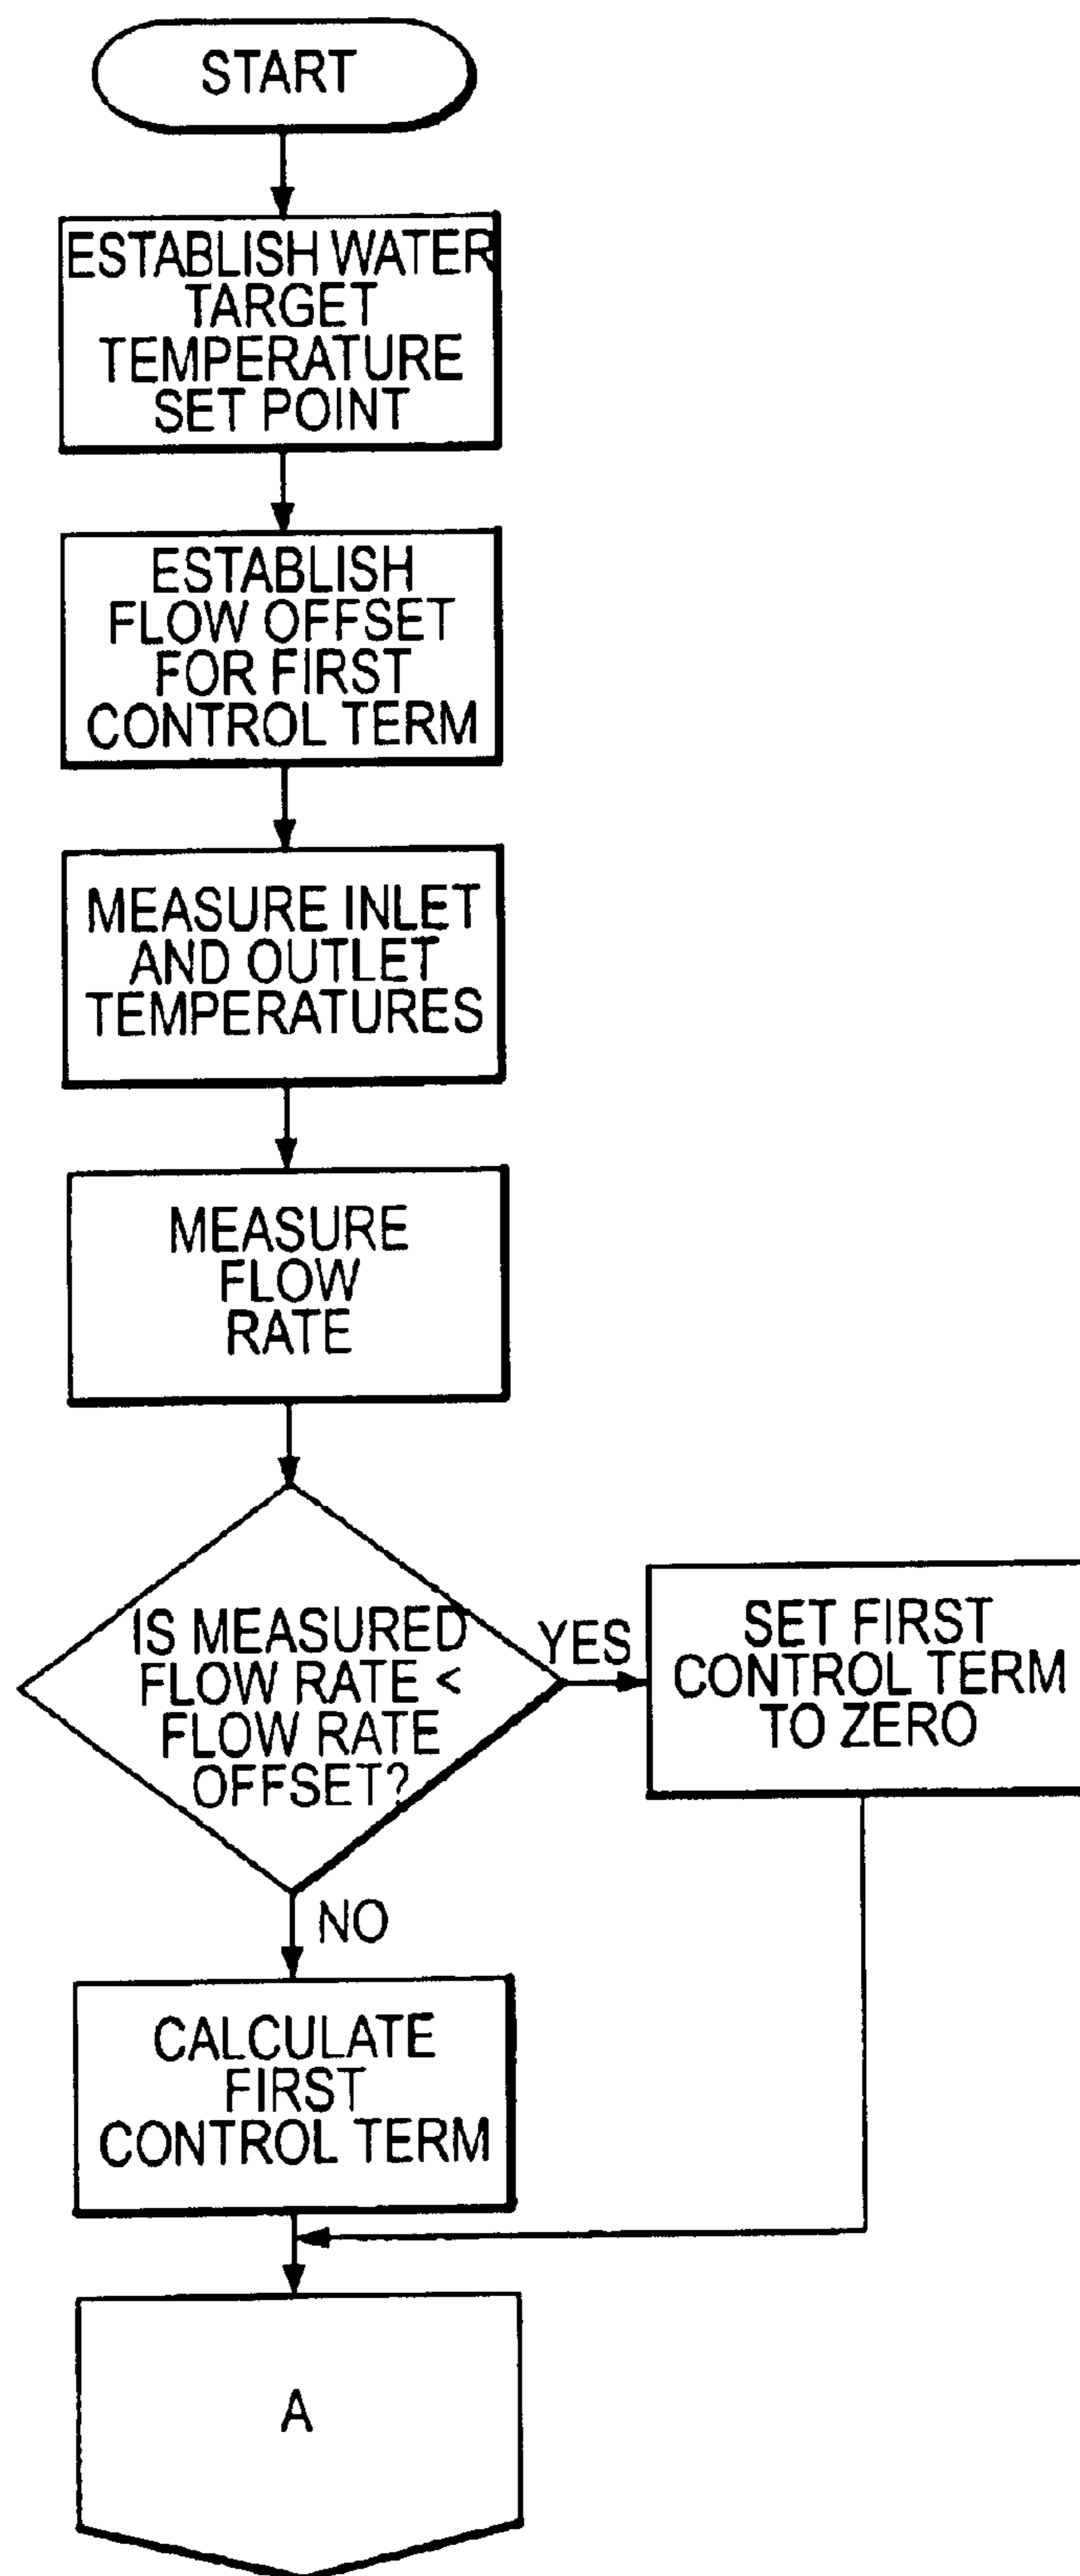 START
ESTABLISH WATER
TARGET
TEMPERATURE
SET POINT
ESTABLISH
FLOW OFFSET
FOR FIRST
CONTROL TERM
MEASURE INLET
AND OUTLET
TEMPERATURES
MEASURE
FLOW
RATE
IS MEASURED
FLOW RATE <
FLOW RATE
OFFSET?
YES
SET FIRST
CONTROL TERM
TO ZERO
NO
CALCULATE
FIRST
CONTROL TERM
A